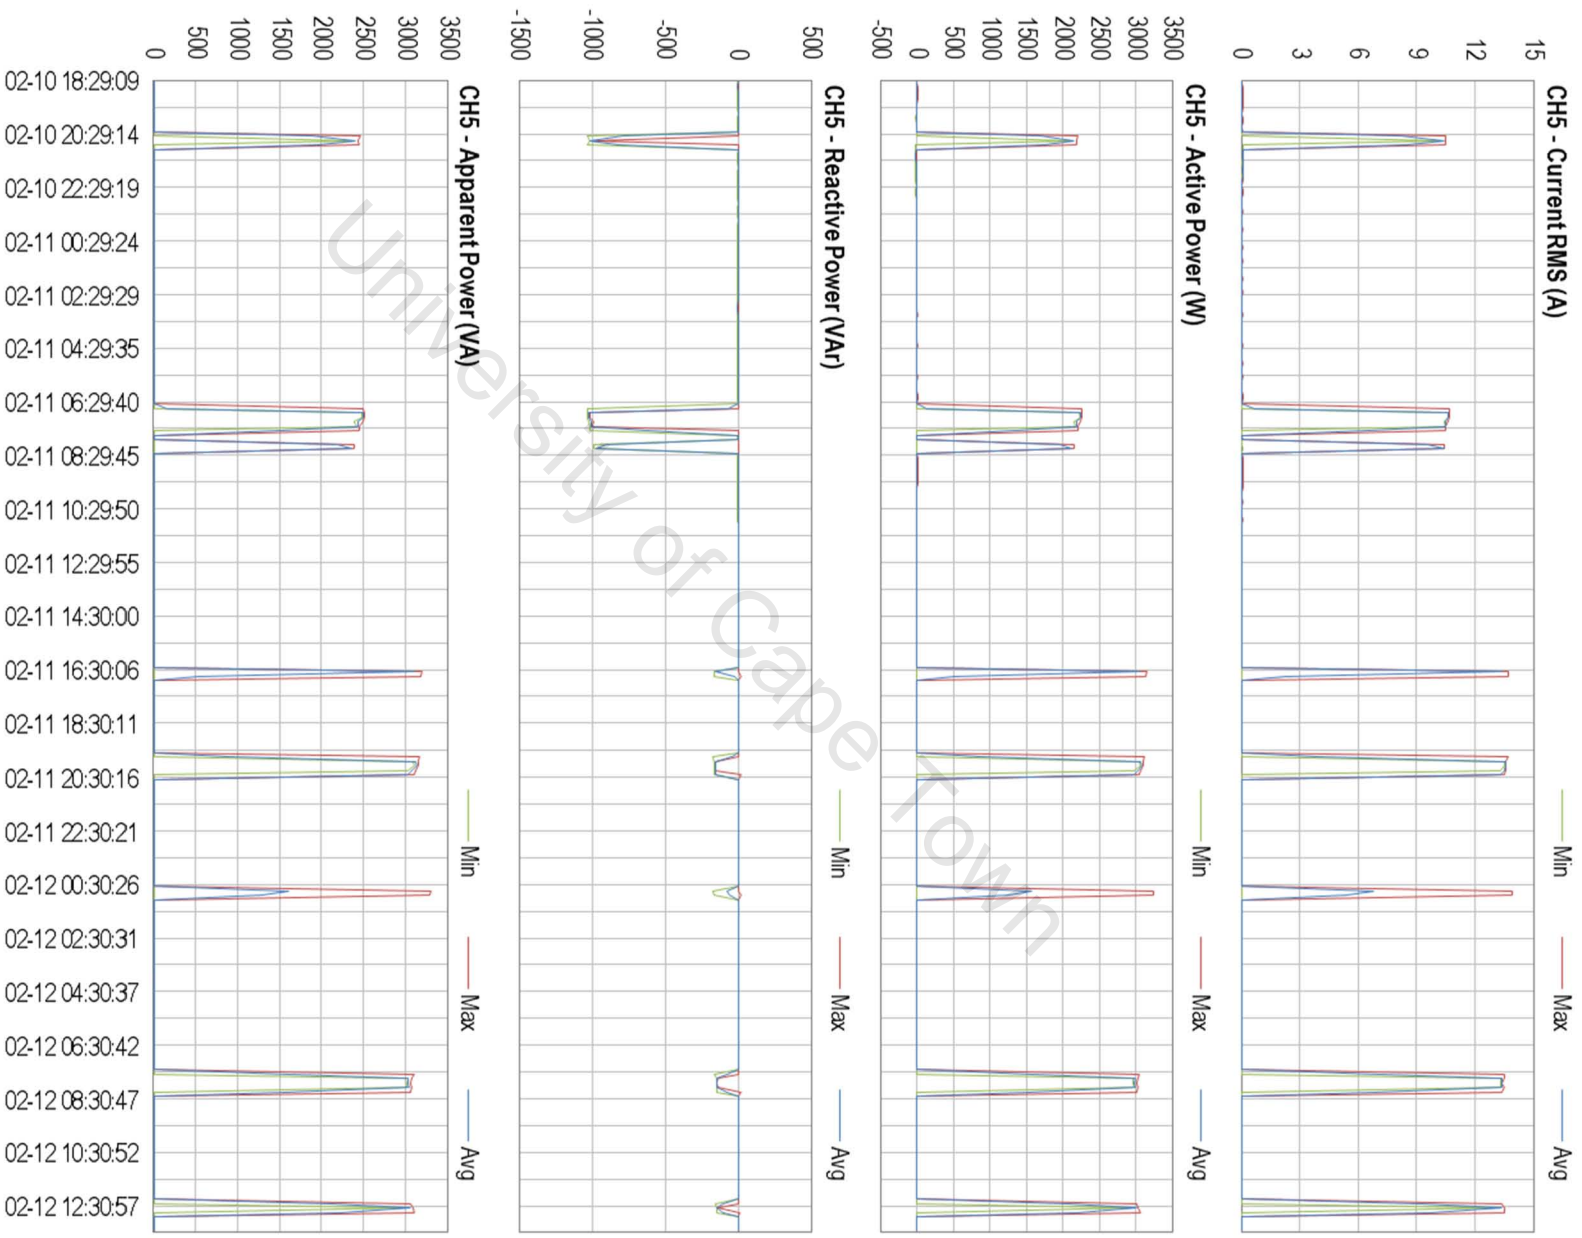 CH5 - Current RMS (A)
Min
Max
Avg
15
12
9
6
3
0
CH5 - Active Power (W)
Min
Max
Avg
3500
3000
2500
2000
1500
1000
500
0
-500
CH5 - Reactive Power (VAr)
Min
Max
Avg
500
0
-500
-1000
-1500
CH5 - Apparent Power (VA)
Min
Max
Avg
3500
3000
2500
2000
1500
1000
500
0
02-10 18:29:09
02-10 20:29:14
02-10 22:29:19
02-11 00:29:24
02-11 02:29:29
02-11 04:29:35
02-11 06:29:40
02-11 08:29:45
02-11 10:29:50
02-11 12:29:55
02-11 14:30:00
02-11 16:30:06
02-11 18:30:11
02-11 20:30:16
02-11 22:30:21
02-12 00:30:26
02-12 02:30:31
02-12 04:30:37
02-12 06:30:42
02-12 08:30:47
02-12 10:30:52
02-12 12:30:57
University of Cape Town